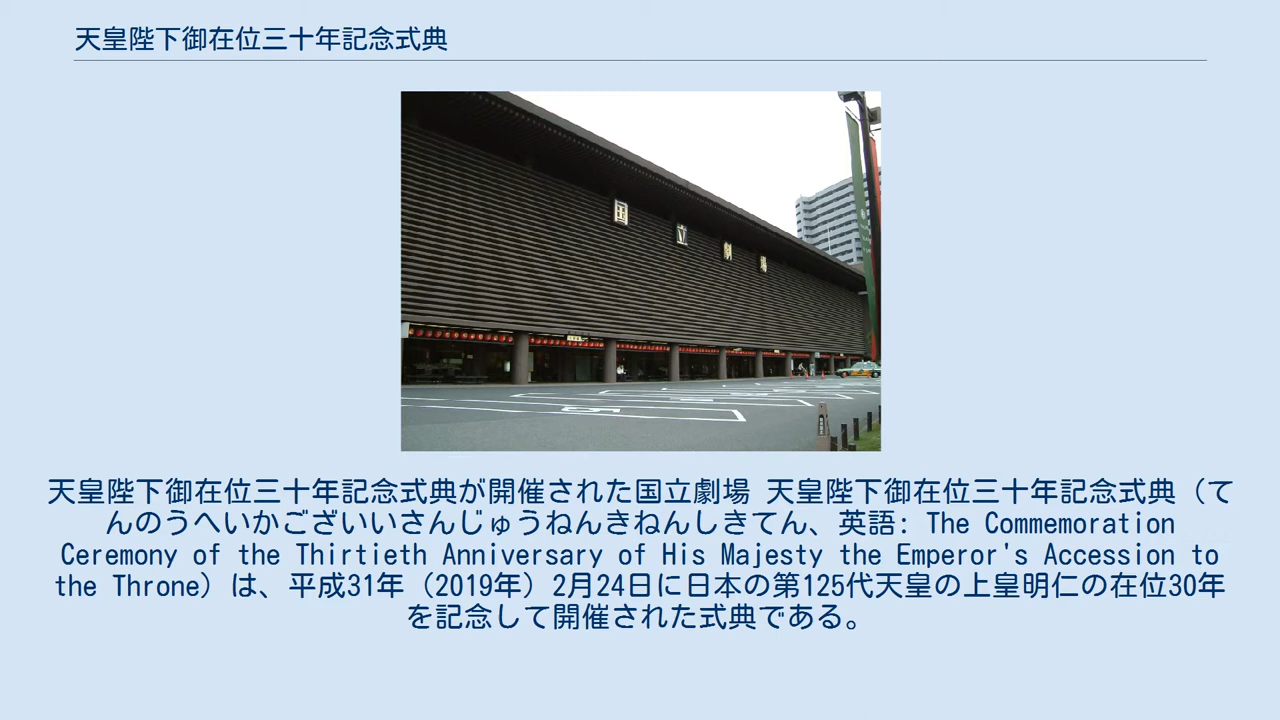 天皇陛下御在位三十年記念式典
国立劇場
天皇陛下御在位三十年記念式典が開催された国立劇場 天皇陛下御在位三十年記念式典（て
んのうへいかございいさんじゅうねんきねんしきてん、英語: The Commemoration
Ceremony of the Thirtieth Anniversary of His Majesty the Emperor's Accession to
the Throne）は、平成31年（2019年）2月24日に日本の第125代天皇の上皇明仁の在位30年
を記念して開催された式典である。